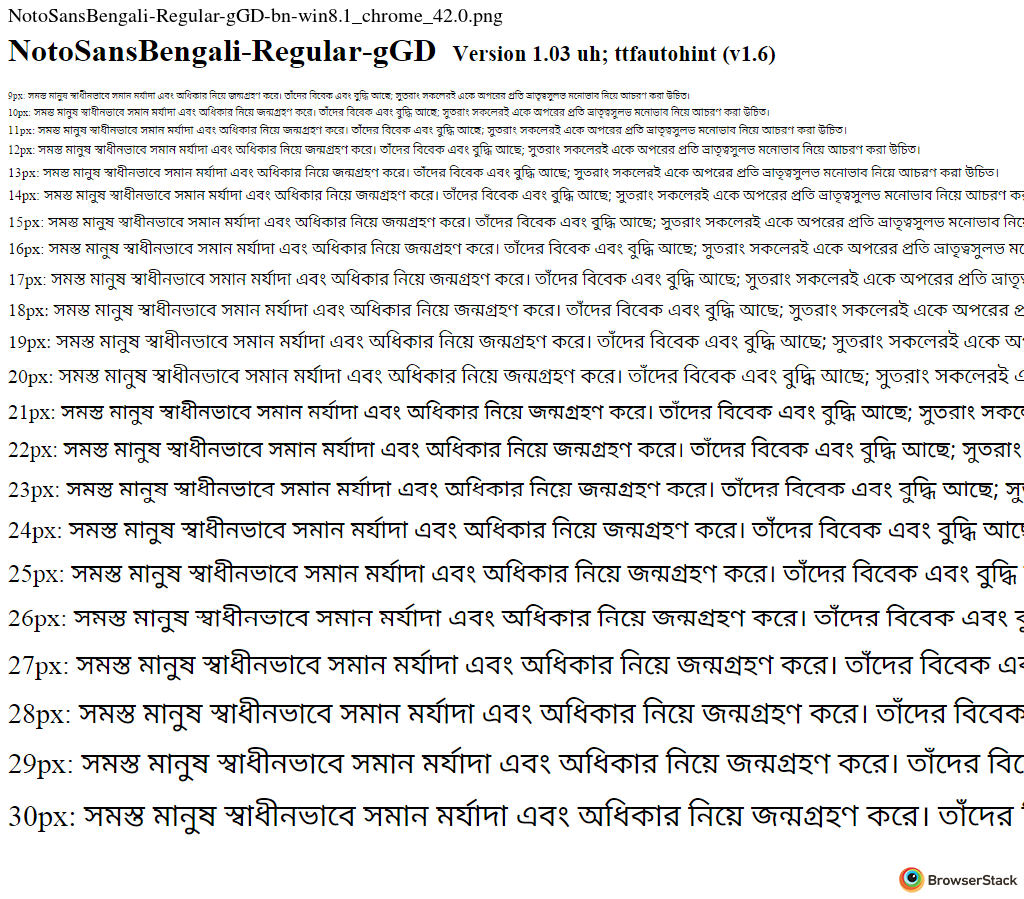 NotoSansBengali-Regular-gGD-bn-win8.1_chrome_42.0.png
NotoSansBengali-Regular-gGD Version 1.03 uh; ttfautohint (v1.6)
9px: সমস্ত মানুষ স্বাধীনভাবে সমান মর্যাদা এবং অধিকার নিয়ে জন্মগ্রহণ করে। তাঁদের বিবেক এবং বুদ্ধি আছে; সুতরাং সকলেরই একে অপরের প্রতি ভ্রাতৃত্বসুলভ মনোভাব নিয়ে আচরণ করা উচিত।
10px: সমস্ত মানুষ স্বাধীনভাবে সমান মর্যাদা এবং অধিকার নিয়ে জন্মগ্রহণ করে। তাঁদের বিবেক এবং বুদ্ধি আছে; সুতরাং সকলেরই একে অপরের প্রতি ভ্রাতৃত্বসুলভ মনোভাব নিয়ে আচরণ করা উচিত।
11px: সমস্ত মানুষ স্বাধীনভাবে সমান মর্যাদা এবং অধিকার নিয়ে জন্মগ্রহণ করে। তাঁদের বিবেক এবং বুদ্ধি আছে; সুতরাং সকলেরই একে অপরের প্রতি ভ্রাতৃত্বসুলভ মনোভাব নিয়ে আচরণ করা উচিত।
12px: সমস্ত মানুষ স্বাধীনভাবে সমান মর্যাদা এবং অধিকার নিয়ে জন্মগ্রহণ করে। তাঁদের বিবেক এবং বুদ্ধি আছে; সুতরাং সকলেরই একে অপরের প্রতি ভ্রাতৃত্বসুলভ মনোভাব নিয়ে আচরণ করা উচিত।
13px: সমস্ত মানুষ স্বাধীনভাবে সমান মর্যাদা এবং অধিকার নিয়ে জন্মগ্রহণ করে। তাঁদের বিবেক এবং বুদ্ধি আছে; সুতরাং সকলেরই একে অপরের প্রতি ভ্রাতৃত্বসুলভ মনোভাব নিয়ে আচরণ করা উচিত।
14px: সমস্ত মানুষ স্বাধীনভাবে সমান মর্যাদা এবং অধিকার নিয়ে জন্মগ্রহণ করে। তাঁদের বিবেক এবং বুদ্ধি আছে; সুতরাং সকলেরই একে অপরের প্রতি ভ্রাতৃত্বসুলভ মনোভাব নিয়ে আচরণ
15px: সমস্ত মানুষ স্বাধীনভাবে সমান মর্যাদা এবং অধিকার নিয়ে জন্মগ্রহণ করে। তাঁদের বিবেক এবং বুদ্ধি আছে; সুতরাং সকলেরই একে অপরের প্রতি ভ্রাতৃত্বসুলভ মনোভাব
16px: সমস্ত মানুষ স্বাধীনভাবে সমান মর্যাদা এবং অধিকার নিয়ে জন্মগ্রহণ করে। তাঁদের বিবেক এবং বুদ্ধি আছে; সুতরাং সকলেরই একে অপরের প্রতি ভ্রাতৃত্বসুলভ
17px: সমস্ত মানুষ স্বাধীনভাবে সমান মর্যাদা এবং অধিকার নিয়ে জন্মগ্রহণ করে। তাঁদের বিবেক এবং বুদ্ধি আছে; সুতরাং সকলেরই একে অপরের প্রতি
18px: সমস্ত মানুষ স্বাধীনভাবে সমান মর্যাদা এবং অধিকার নিয়ে জন্মগ্রহণ করে। তাঁদের বিবেক এবং বুদ্ধি আছে; সুতরাং সকলেরই একে অপরের
19px: সমস্ত মানুষ স্বাধীনভাবে সমান মর্যাদা এবং অধিকার নিয়ে জন্মগ্রহণ করে। তাঁদের বিবেক এবং বুদ্ধি আছে; সুতরাং সকলেরই একে
20px: সমস্ত মানুষ স্বাধীনভাবে সমান মর্যাদা এবং অধিকার নিয়ে জন্মগ্রহণ করে। তাঁদের বিবেক এবং বুদ্ধি আছে; সুতরাং সকলেরই
21px: সমস্ত মানুষ স্বাধীনভাবে সমান মর্যাদা এবং অধিকার নিয়ে জন্মগ্রহণ করে। তাঁদের বিবেক এবং বুদ্ধি আছে; সুতরাং
22px: সমস্ত মানুষ স্বাধীনভাবে সমান মর্যাদা এবং অধিকার নিয়ে জন্মগ্রহণ করে। তাঁদের বিবেক এবং বুদ্ধি আছে; সুতরাং
23px: সমস্ত মানুষ স্বাধীনভাবে সমান মর্যাদা এবং অধিকার নিয়ে জন্মগ্রহণ করে। তাঁদের বিবেক এবং বুদ্ধি আছে;
24px: সমস্ত মানুষ স্বাধীনভাবে সমান মর্যাদা এবং অধিকার নিয়ে জন্মগ্রহণ করে। তাঁদের বিবেক এবং বুদ্ধি
25px: সমস্ত মানুষ স্বাধীনভাবে সমান মর্যাদা এবং অধিকার নিয়ে জন্মগ্রহণ করে। তাঁদের বিবেক এবং বুদ্ধি
26px: সমস্ত মানুষ স্বাধীনভাবে সমান মর্যাদা এবং অধিকার নিয়ে জন্মগ্রহণ করে। তাঁদের বিবেক এবং
27px: সমস্ত মানুষ স্বাধীনভাবে সমান মর্যাদা এবং অধিকার নিয়ে জন্মগ্রহণ করে। তাঁদের বিবেক
28px: সমস্ত মানুষ স্বাধীনভাবে সমান মর্যাদা এবং অধিকার নিয়ে জন্মগ্রহণ করে। তাঁদের বিবেক
29px: সমস্ত মানুষ স্বাধীনভাবে সমান মর্যাদা এবং অধিকার নিয়ে জন্মগ্রহণ করে। তাঁদের
30px: সমস্ত মানুষ স্বাধীনভাবে সমান মর্যাদা এবং অধিকার নিয়ে জন্মগ্রহণ করে। তাঁদের
BrowserStack